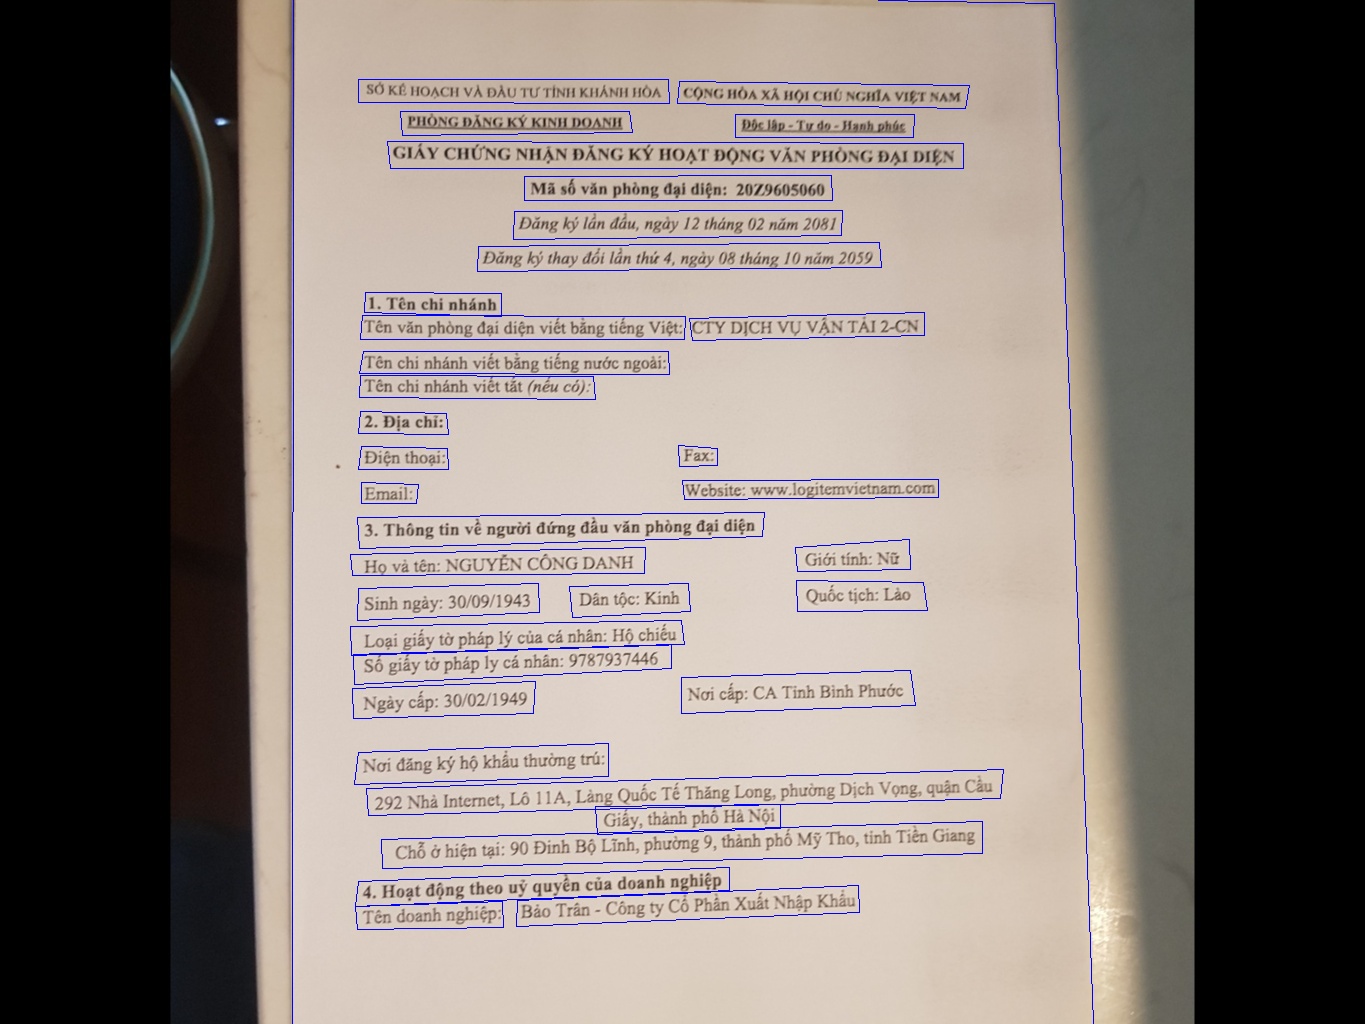 SỞ KẾ HOẠCH VÀ ĐẦU TƯ TỈNH KHÁNH HÒA CỘNG HÒA XÃ HỘI CHỦ NGHĨA VIỆT NAM
PHÒNG ĐĂNG KÝ KINH DOANH Độc lập - Tự do - Hạnh phúc
GIẤY CHỨNG NHẬN ĐĂNG KÝ HOẠT ĐỘNG VĂN PHÒNG ĐẠI DIỆN
Mã số văn phòng đại diện: 20Z9605060
Đăng ký lần đầu, ngày 12 tháng 02 năm 2081
Đăng ký thay đổi lần thứ 4, ngày 08 tháng 10 năm 2059
1. Tên chi nhánh
Tên văn phòng đại diện viết bằng tiếng Việt: CTY DỊCH VỤ VẬN TẢI 2-CN
Tên chi nhánh viết bằng tiếng nước ngoài:
Tên chi nhánh viết tắt (nếu có):
2. Địa chỉ:
Điện thoại: Fax:
Email: Website: www.logitemvietnam.com
3. Thông tin về người đứng đầu văn phòng đại diện
Họ và tên: NGUYỄN CÔNG DANH Giới tính: Nữ
Sinh ngày: 30/09/1943 Dân tộc: Kinh Quốc tịch: Lào
Loại giấy tờ pháp lý của cá nhân: Hộ chiếu
Số giấy tờ pháp lý cá nhân: 9787937446
Ngày cấp: 30/02/1949 Nơi cấp: CA Tỉnh Bình Phước
Nơi đăng ký hộ khẩu thường trú:
292 Nhà Internet, Lô 11A, Làng Quốc Tế Thăng Long, phường Dịch Vọng, quận Cầu
Giấy, thành phố Hà Nội
Chỗ ở hiện tại: 90 Đinh Bộ Lĩnh, phường 9, thành phố Mỹ Tho, tỉnh Tiền Giang
4. Hoạt động theo uỷ quyền của doanh nghiệp
Tên doanh nghiệp: Bảo Trân - Công ty Cổ Phần Xuất Nhập Khẩu